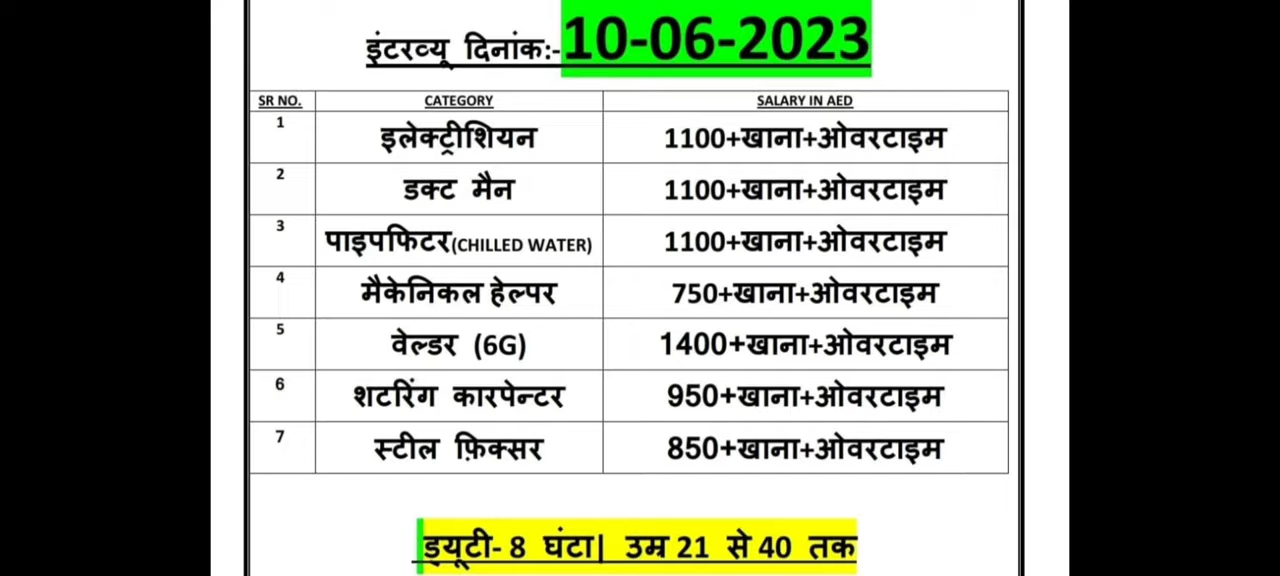 इंटरव्यू दिनांक:-10-06-2023
SR NO. CATEGORY SALARY IN AED
1 इलेक्ट्रीशियन 1100+खाना+ओवरटाइम
2 डक्ट मैन 1100+खाना+ओवरटाइम
3 पाइपफिटर(CHILLED WATER) 1100+खाना+ओवरटाइम
4 मैकेनिकल हेल्पर 750+खाना+ओवरटाइम
5 वेल्डर (6G) 1400+खाना+ओवरटाइम
6 शटरिंग कारपेन्टर 950+खाना+ओवरटाइम
7 स्टील फ़िक्सर 850+खाना+ओवरटाइम
ड्यूटी- 8 घंटा| उम्र 21 से 40 तक